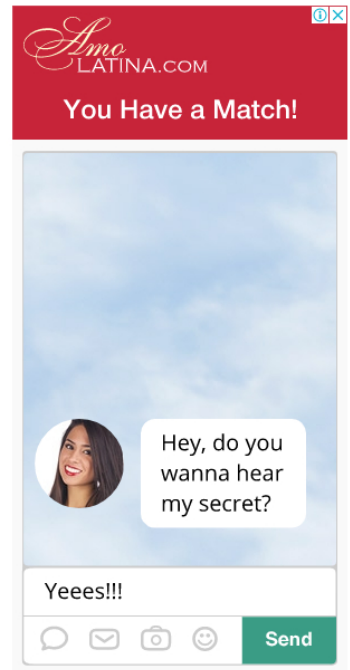 Amo
LATINA.COM
You Have a Match!
Hey, do you
wanna hear
my secret?
Yeees!!!
Send